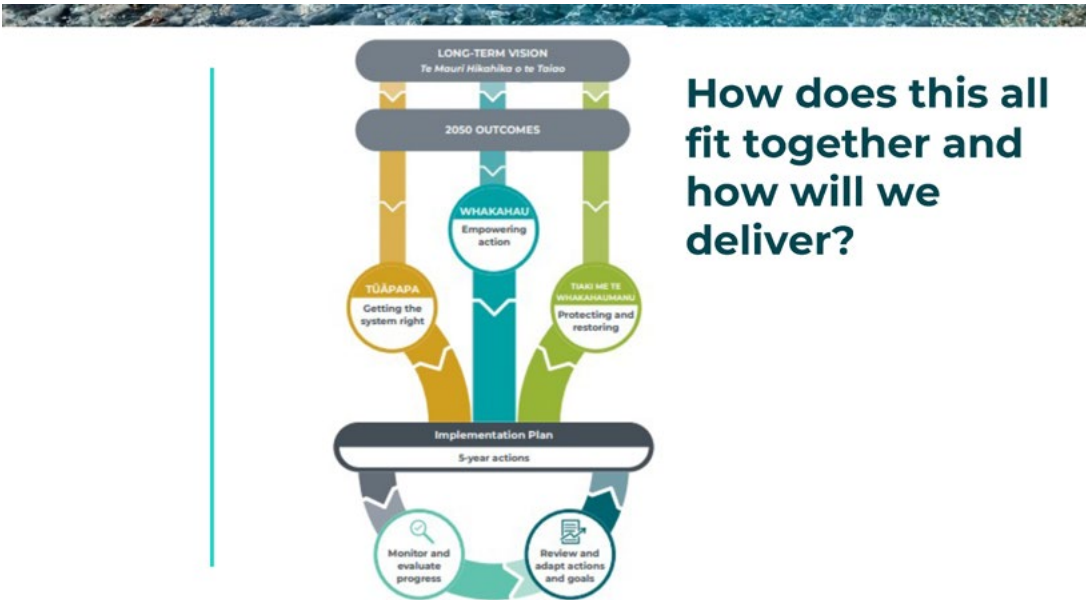 LONG-TERM VISION
Te Mauri Hikahika o te Taiao
2050 OUTCOMES
WHAKAHAU
Empowering
action
TŪĀPAPA
Getting the
system right
TIAKI ME TE
WHAKAHAUMANU
Protecting and
restoring
Implementation Plan
5-year actions
Monitor and
evaluate
progress
Review and
adapt actions
and goals
How does this all
fit together and
how will we
deliver?